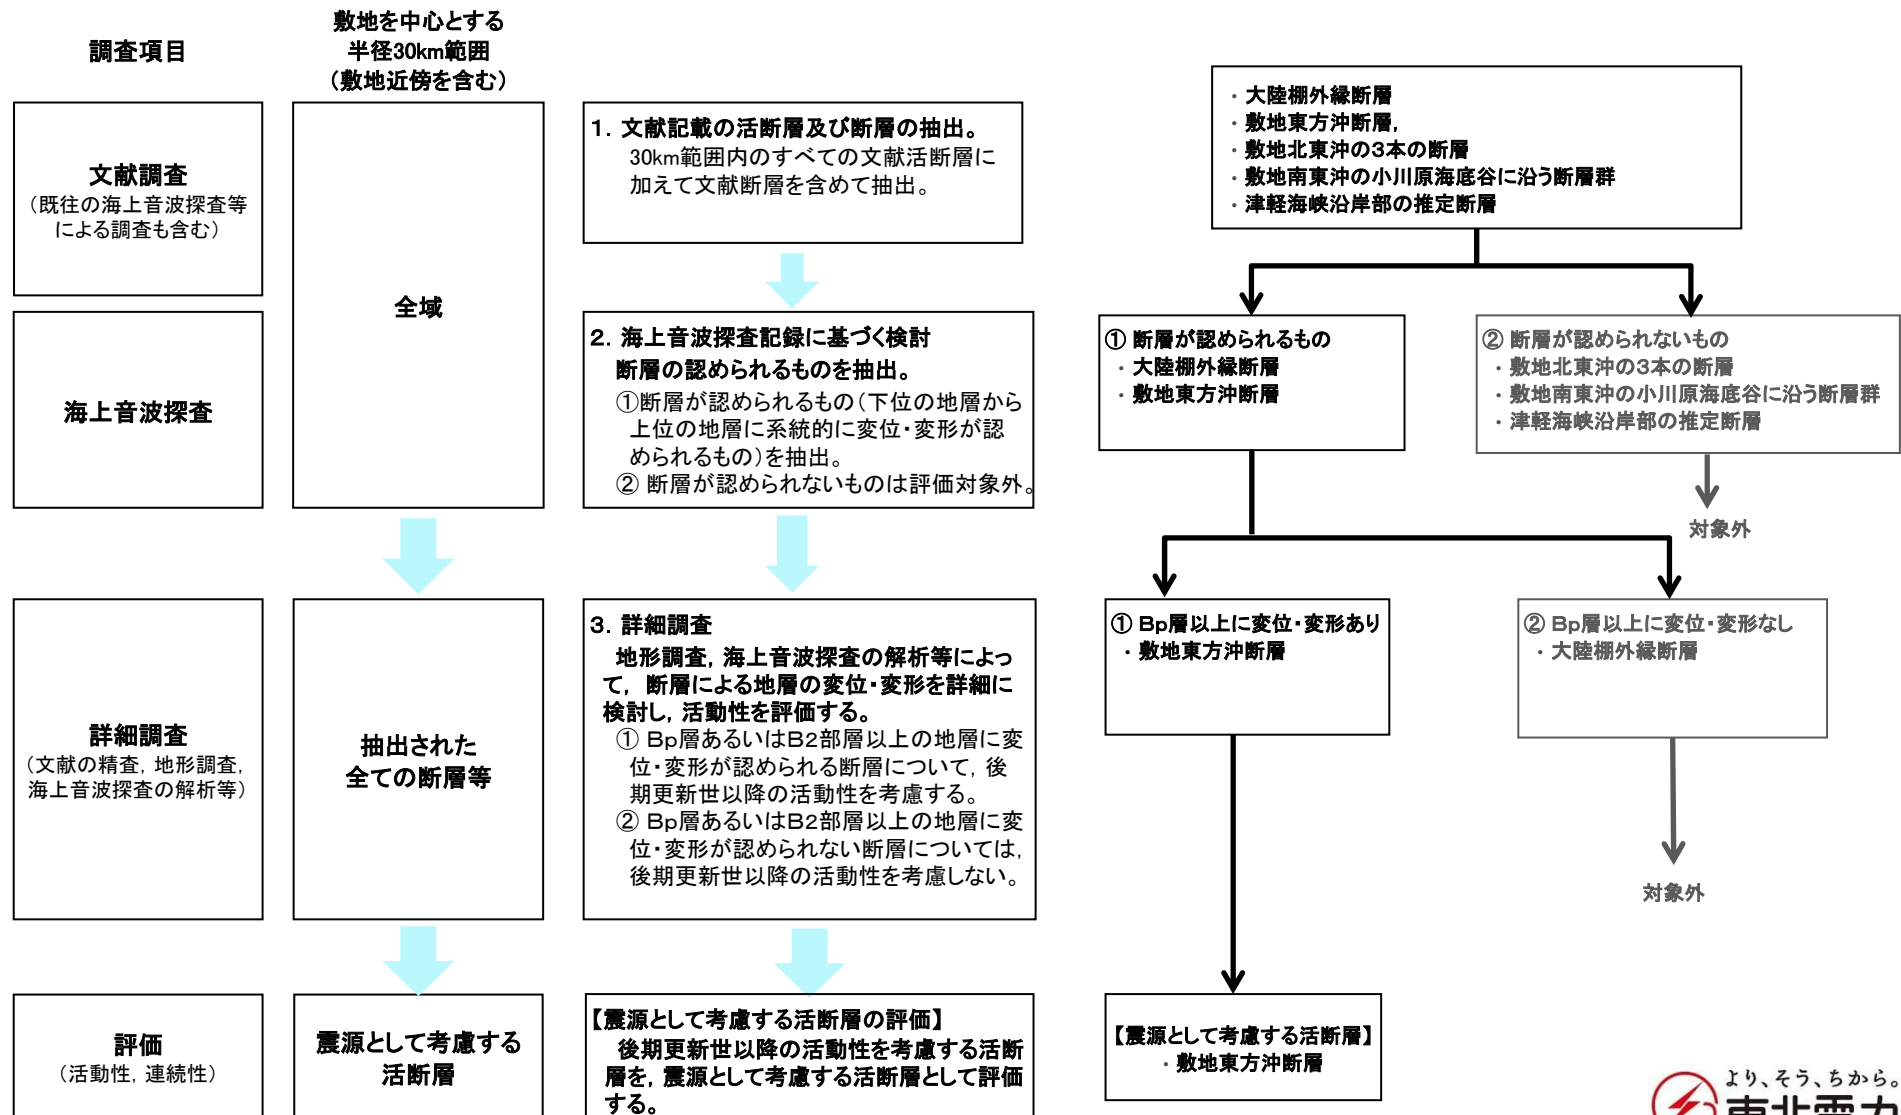 調査項目
敷地を中心とする
半径30km範囲
（敷地近傍を含む）
文献調査
（既往の海上音波探査等
による調査も含む）
海上音波探査
詳細調査
（文献の精査，地形調査，
海上音波探査の解析等）
評価
（活動性，連続性）
全域
抽出された
全ての断層等
震源として考慮する
活断層
１．文献記載の活断層及び断層の抽出。
30km範囲内のすべての文献活断層に
加えて文献断層を含めて抽出。
２．海上音波探査記録に基づく検討
断層の認められるものを抽出。
①断層が認められるもの（下位の地層から
上位の地層に系統的に変位・変形が認
められるもの）を抽出。
② 断層が認められないものは評価対象外。
３．詳細調査
地形調査，海上音波探査の解析等によっ
て，断層による地層の変位・変形を詳細に
検討し，活動性を評価する。
① Ｂｐ層あるいはＢ２部層以上の地層に変
位・変形が認められる断層について，後
期更新世以降の活動性を考慮する。
② Ｂｐ層あるいはＢ２部層以上の地層に変
位・変形が認められない断層については，
後期更新世以降の活動性を考慮しない。
【震源として考慮する活断層の評価】
後期更新世以降の活動性を考慮する活断
層を，震源として考慮する活断層として評価
する。
・大陸棚外縁断層
・敷地東方沖断層，
・敷地北東沖の３本の断層
・敷地南東沖の小川原海底谷に沿う断層群
・津軽海峡沿岸部の推定断層
① 断層が認められるもの
・大陸棚外縁断層
・敷地東方沖断層
② 断層が認められないもの
・敷地北東沖の３本の断層
・敷地南東沖の小川原海底谷に沿う断層群
・津軽海峡沿岸部の推定断層
対象外
① Ｂｐ層以上に変位・変形あり
・敷地東方沖断層
② Ｂｐ層以上に変位・変形なし
・大陸棚外縁断層
対象外
【震源として考慮する活断層】
・敷地東方沖断層
より、そう、ちから。
東北電力